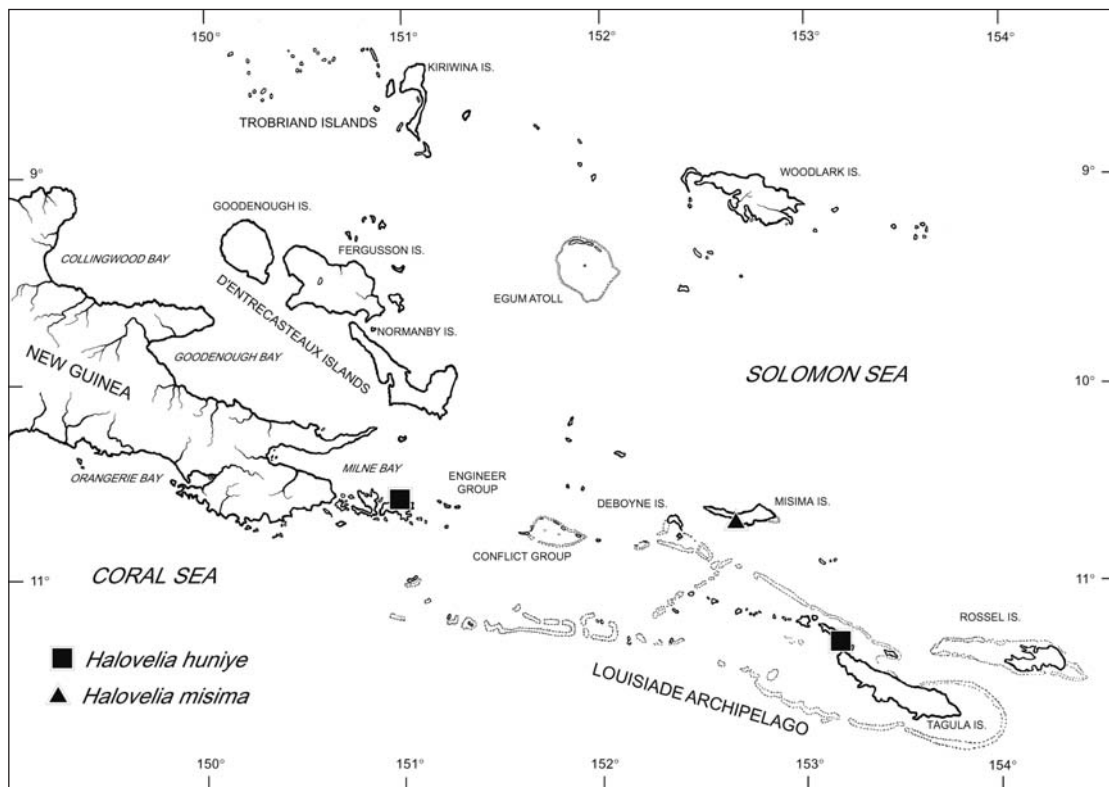 150° 151° 152° 153° 154°
KIRIWINA IS.
TROBRIAND ISLANDS
9° 9°
WOODLARK IS.
GOODENOUGH IS.
FERGUSSON IS.
COLLINGWOOD BAY
EGUM ATOLL
D'ENTRECASTEAUX ISLANDS
NORMANBY IS.
GOODENOUGH BAY
NEW GUINEA
SOLOMON SEA
10°
ORANGERIE BAY
MILNE BAY
ENGINEER
GROUP
DEBOYNE IS.
MISIMA IS.
CONFLICT GROUP
CORAL SEA
11° 11°
ROSSEL IS.
Halovelia huniye
Halovelia misima
LOUISIADE ARCHIPELAGO
TAGULA IS.
150° 151° 152° 153° 154°